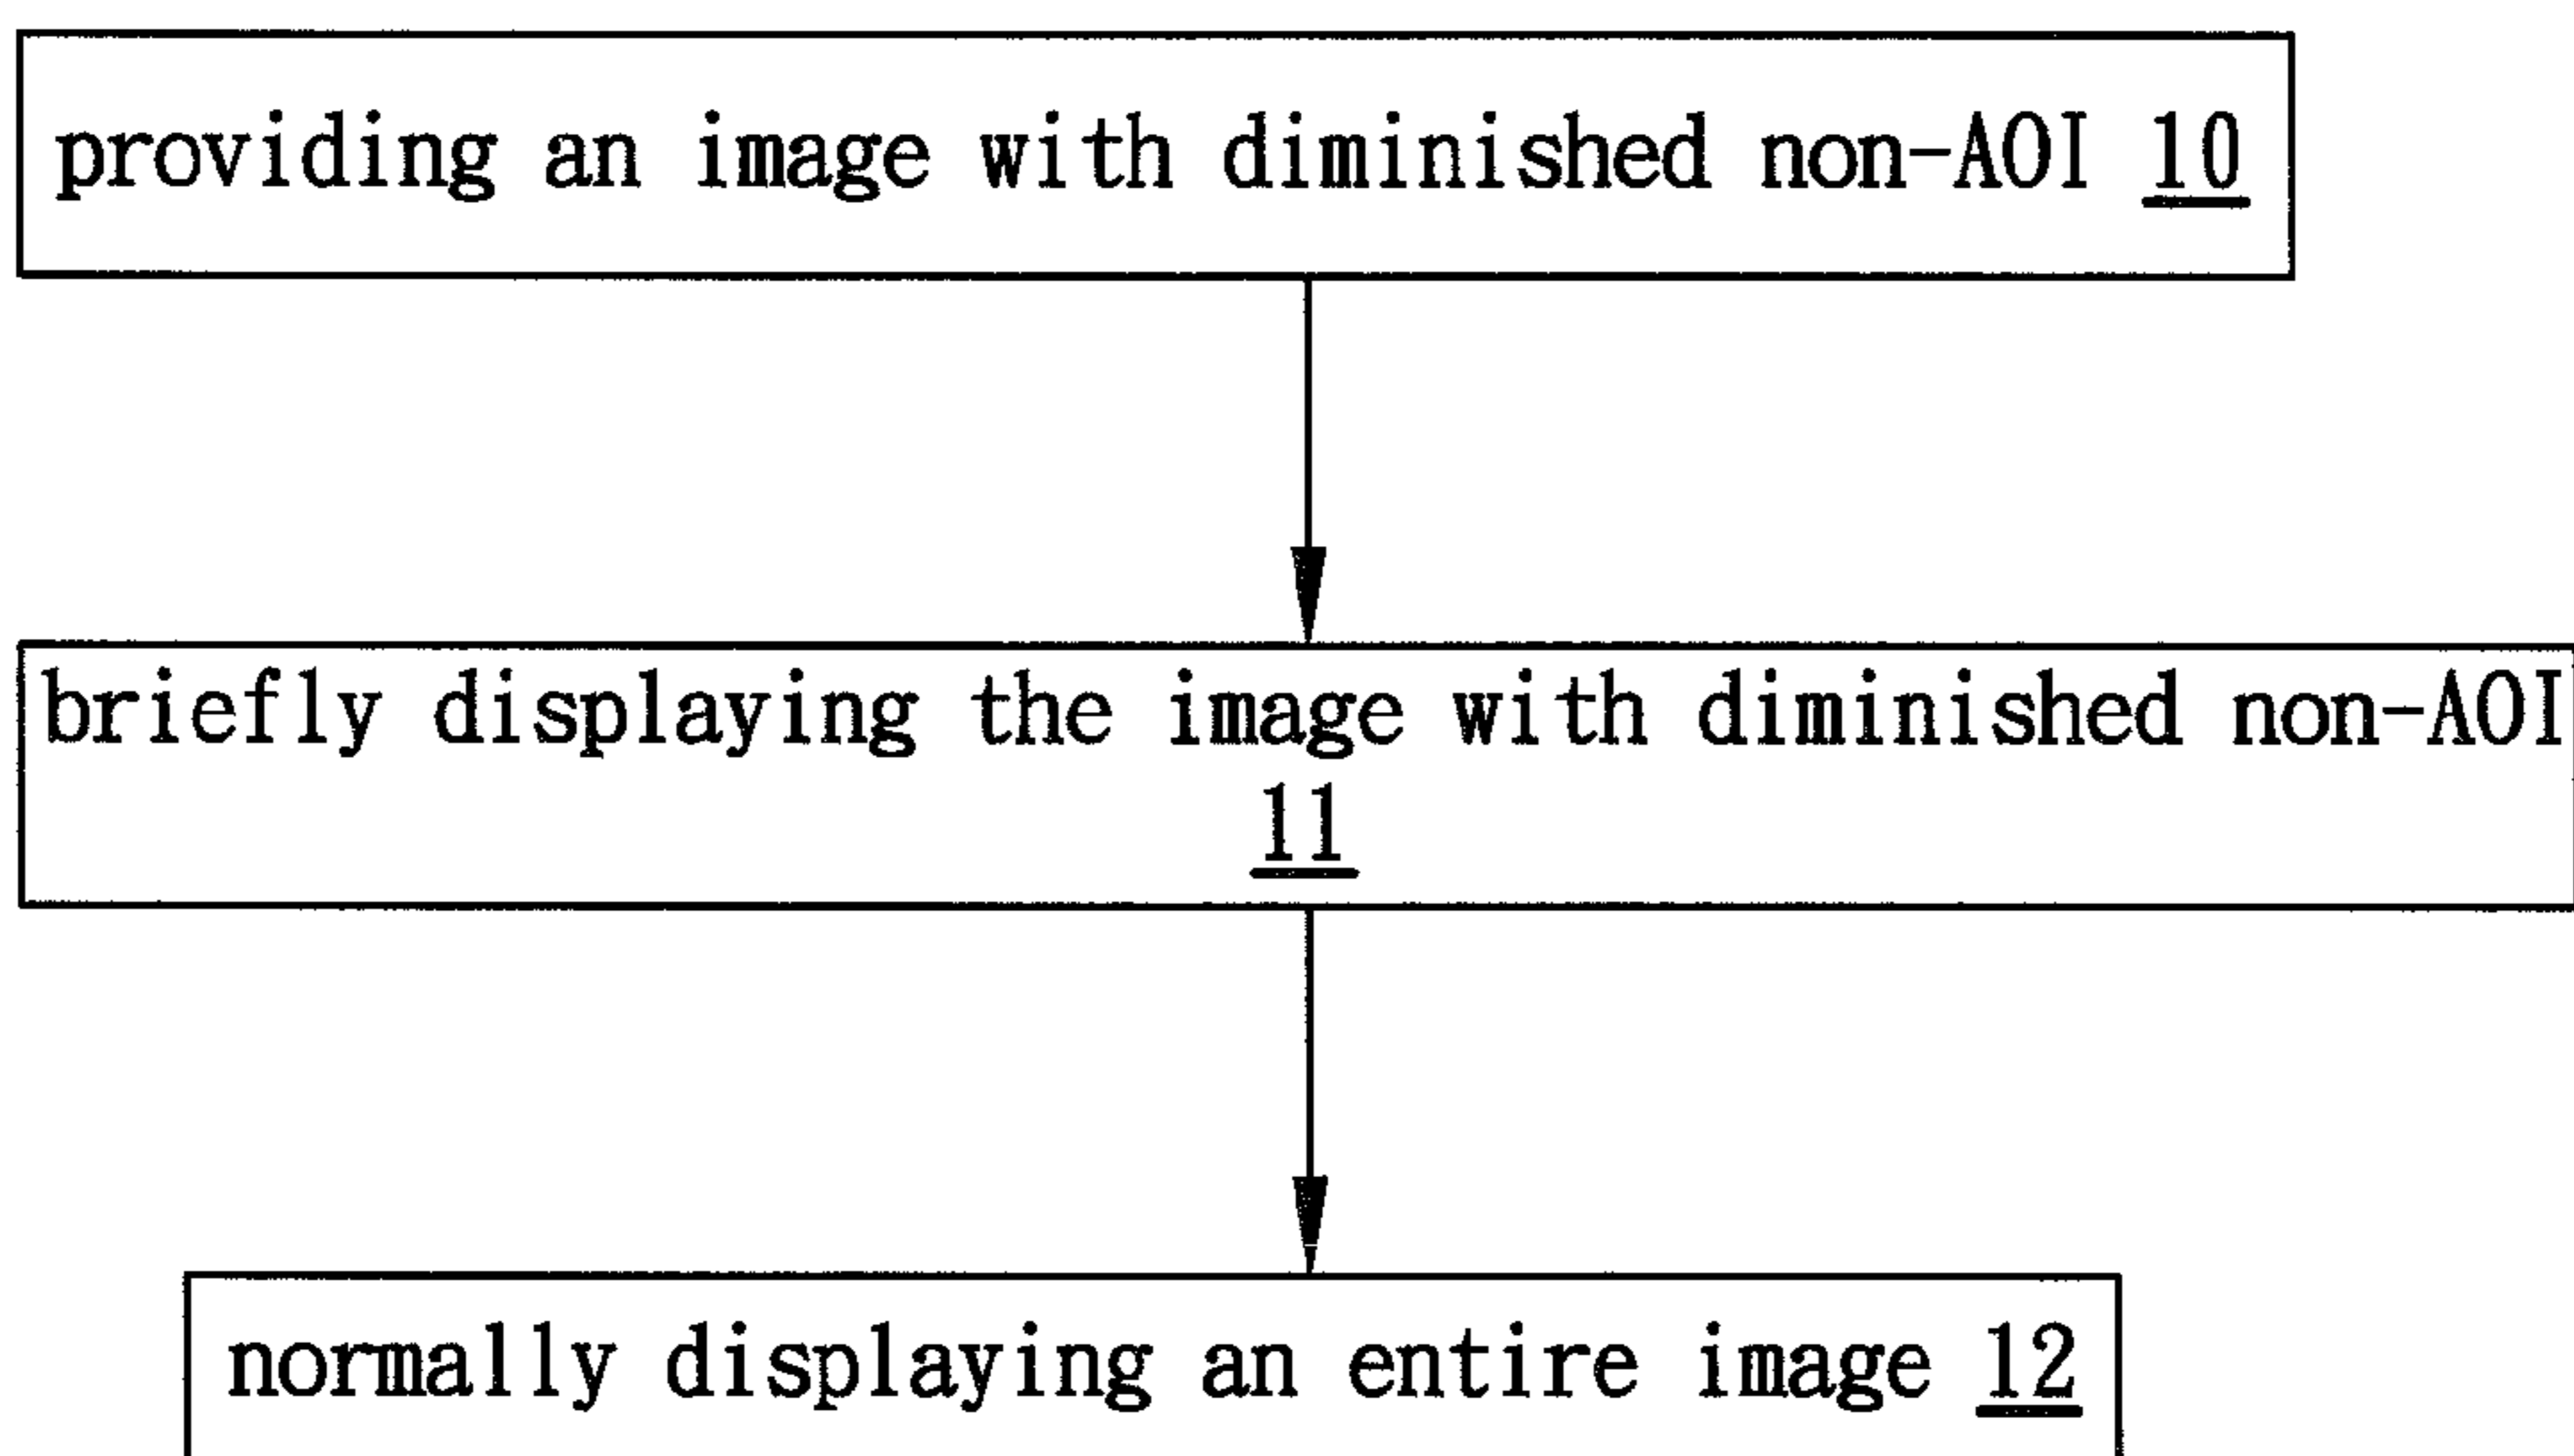 providing an image with diminished non-AOI 10
briefly displaying the image with diminished non-AOI
11
normally displaying an entire image 12